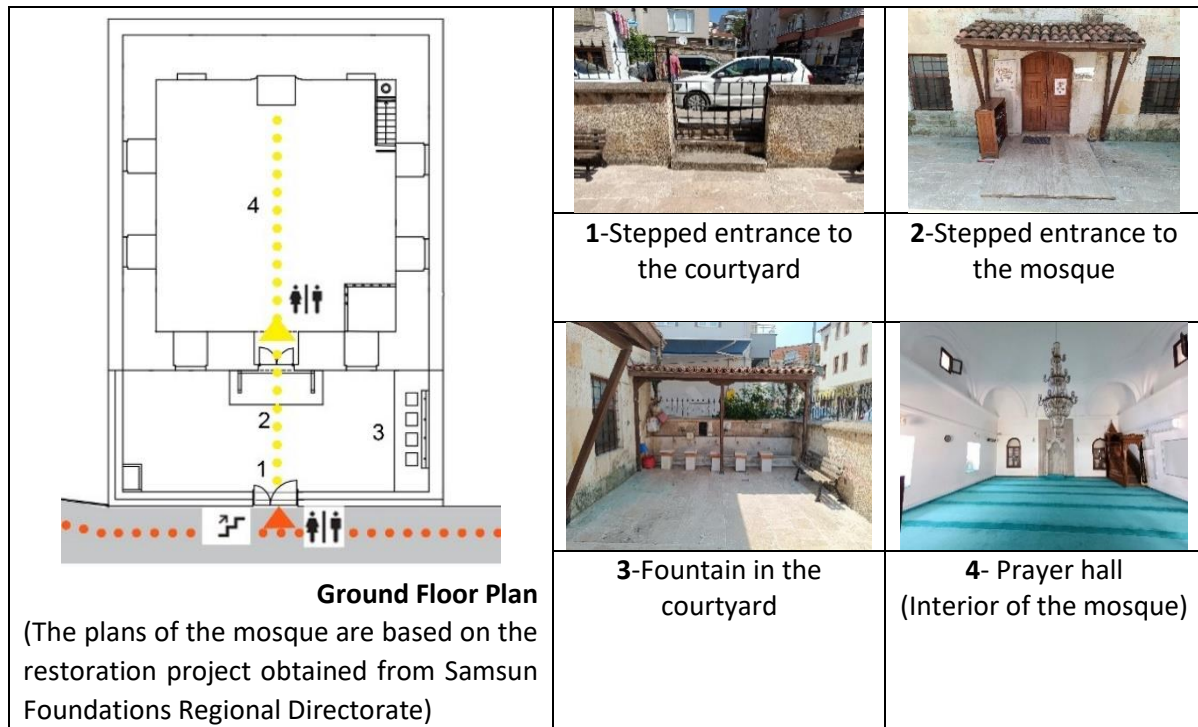 4
2
3
1
Ground Floor Plan
(The plans of the mosque are based on the
restoration project obtained from Samsun
Foundations Regional Directorate)
1-Stepped entrance to
the courtyard
2-Stepped entrance to
the mosque
3-Fountain in the
courtyard
4- Prayer hall
(Interior of the mosque)